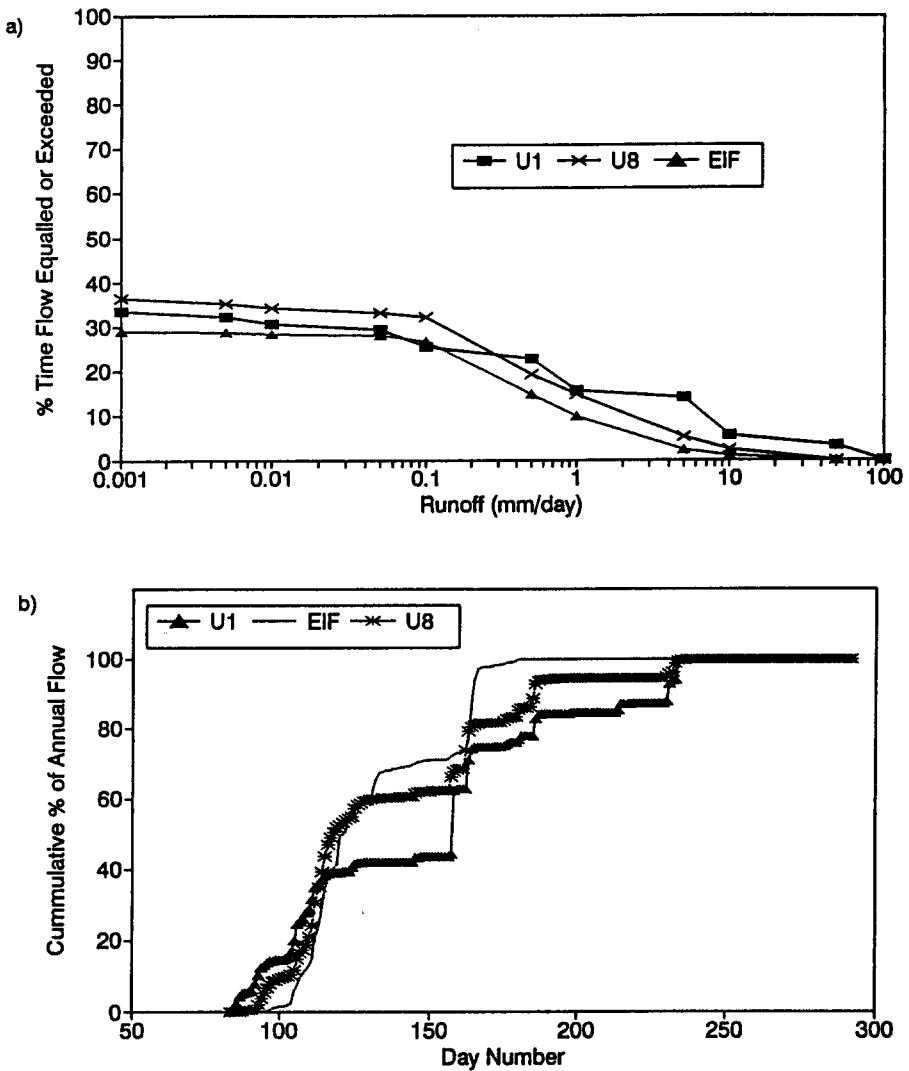 a)
% Time Flow Equalled or Exceeded
100
90
80
70
60
50
40
30
20
10
0
U1 U8 EIF
0.001 0.01 0.1 1 10 100
Runoff (mm/day)
b)
Cummulative % of Annual Flow
U1 EIF U8
100
80
60
40
20
0
50 100 150 200 250 300
Day Number